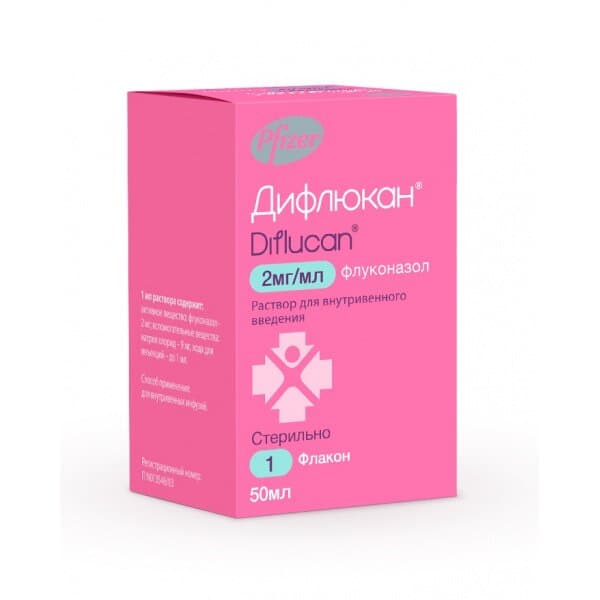 Pfizer
Дифлюкан®
Diflucan®
2мг/мл флуконазол
Раствор для внутривенного
введения
Стерильно
1 Флакон
50мл
1 мл раствора содержит:
активное вещество: флуконазол -
2 мг; вспомогательные вещества:
натрия хлорид - 9 мг, вода для
инъекций - до 1 мл.
Способ применения:
для внутривенных инфузий.
Регистрационный номер: